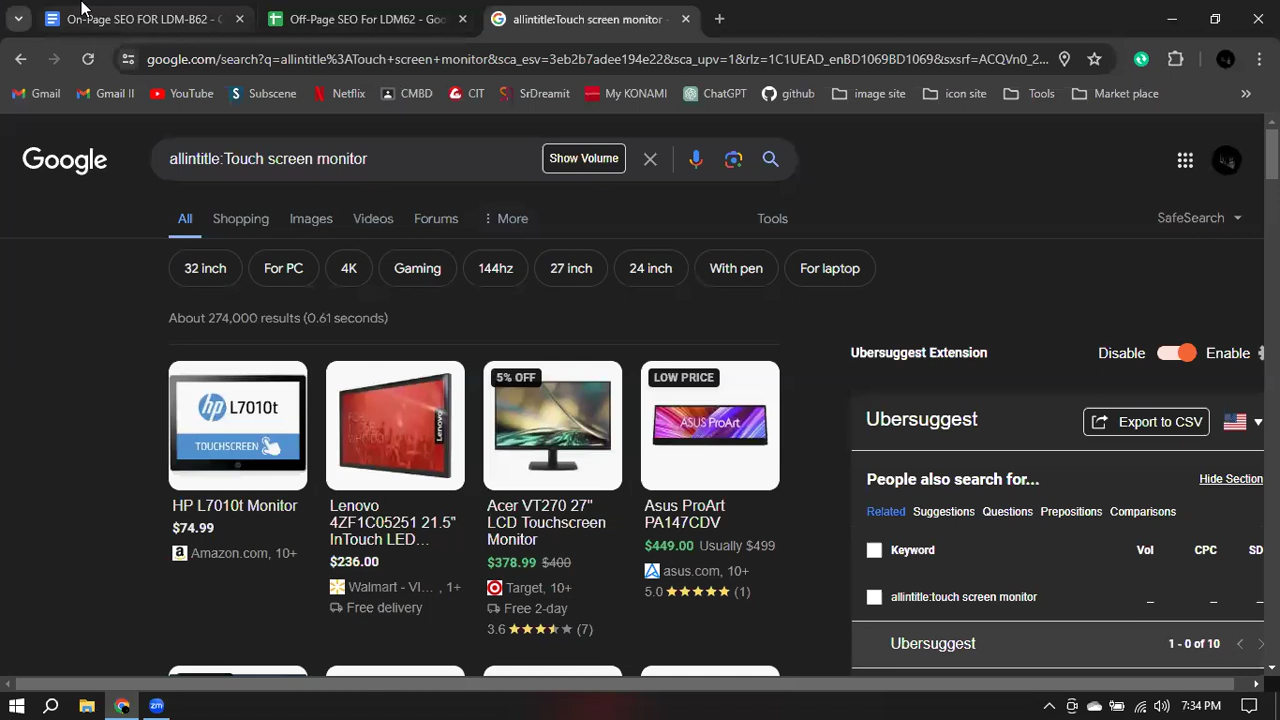 On-Page SEO FOR LDM-B62 - G
Off-Page SEO For LDM62 - Goo
allintitle:Touch screen monitor -
google.com/search?q=allintitle%3ATouch+screen+monitor&sca_esv=3eb2b7adee194e22&sca_upv=1&rlz=1C1UEAD_enBD1069BD1069&sxsrf=ACQVn0_2...
Gmail
Gmail II
YouTube
Subscene
Netflix
CMBD
CIT
SrDreamit
My KONAMI
ChatGPT
github
image site
icon site
Tools
Market place
Google
allintitle:Touch screen monitor
Show Volume
All
Shopping
Images
Videos
Forums
More
Tools
SafeSearch
32 inch
For PC
4K
Gaming
144hz
27 inch
24 inch
With pen
For laptop
About 274,000 results (0.61 seconds)
hp L7010t
TOUCHSCREEN
HP L7010t Monitor
$74.99
Amazon.com, 10+
Lenovo
Lenovo
4ZF1C05251 21.5"
InTouch LED...
$236.00
Walmart - VI... , 1+
Free delivery
5% OFF
Acer VT270 27"
LCD Touchscreen
Monitor
$378.99 $400
Target, 10+
Free 2-day
3.6 (7)
LOW PRICE
ASUS ProArt
Asus ProArt
PA147CDV
$449.00 Usually $499
asus.com, 10+
5.0 (1)
Ubersuggest Extension
Disable
Enable
Ubersuggest
Export to CSV
People also search for...
Hide Section
Related
Suggestions
Questions
Prepositions
Comparisons
Keyword
Vol
CPC
SD
allintitle:touch screen monitor
_ _ _
Ubersuggest
1 - 0 of 10
zm
7:34 PM